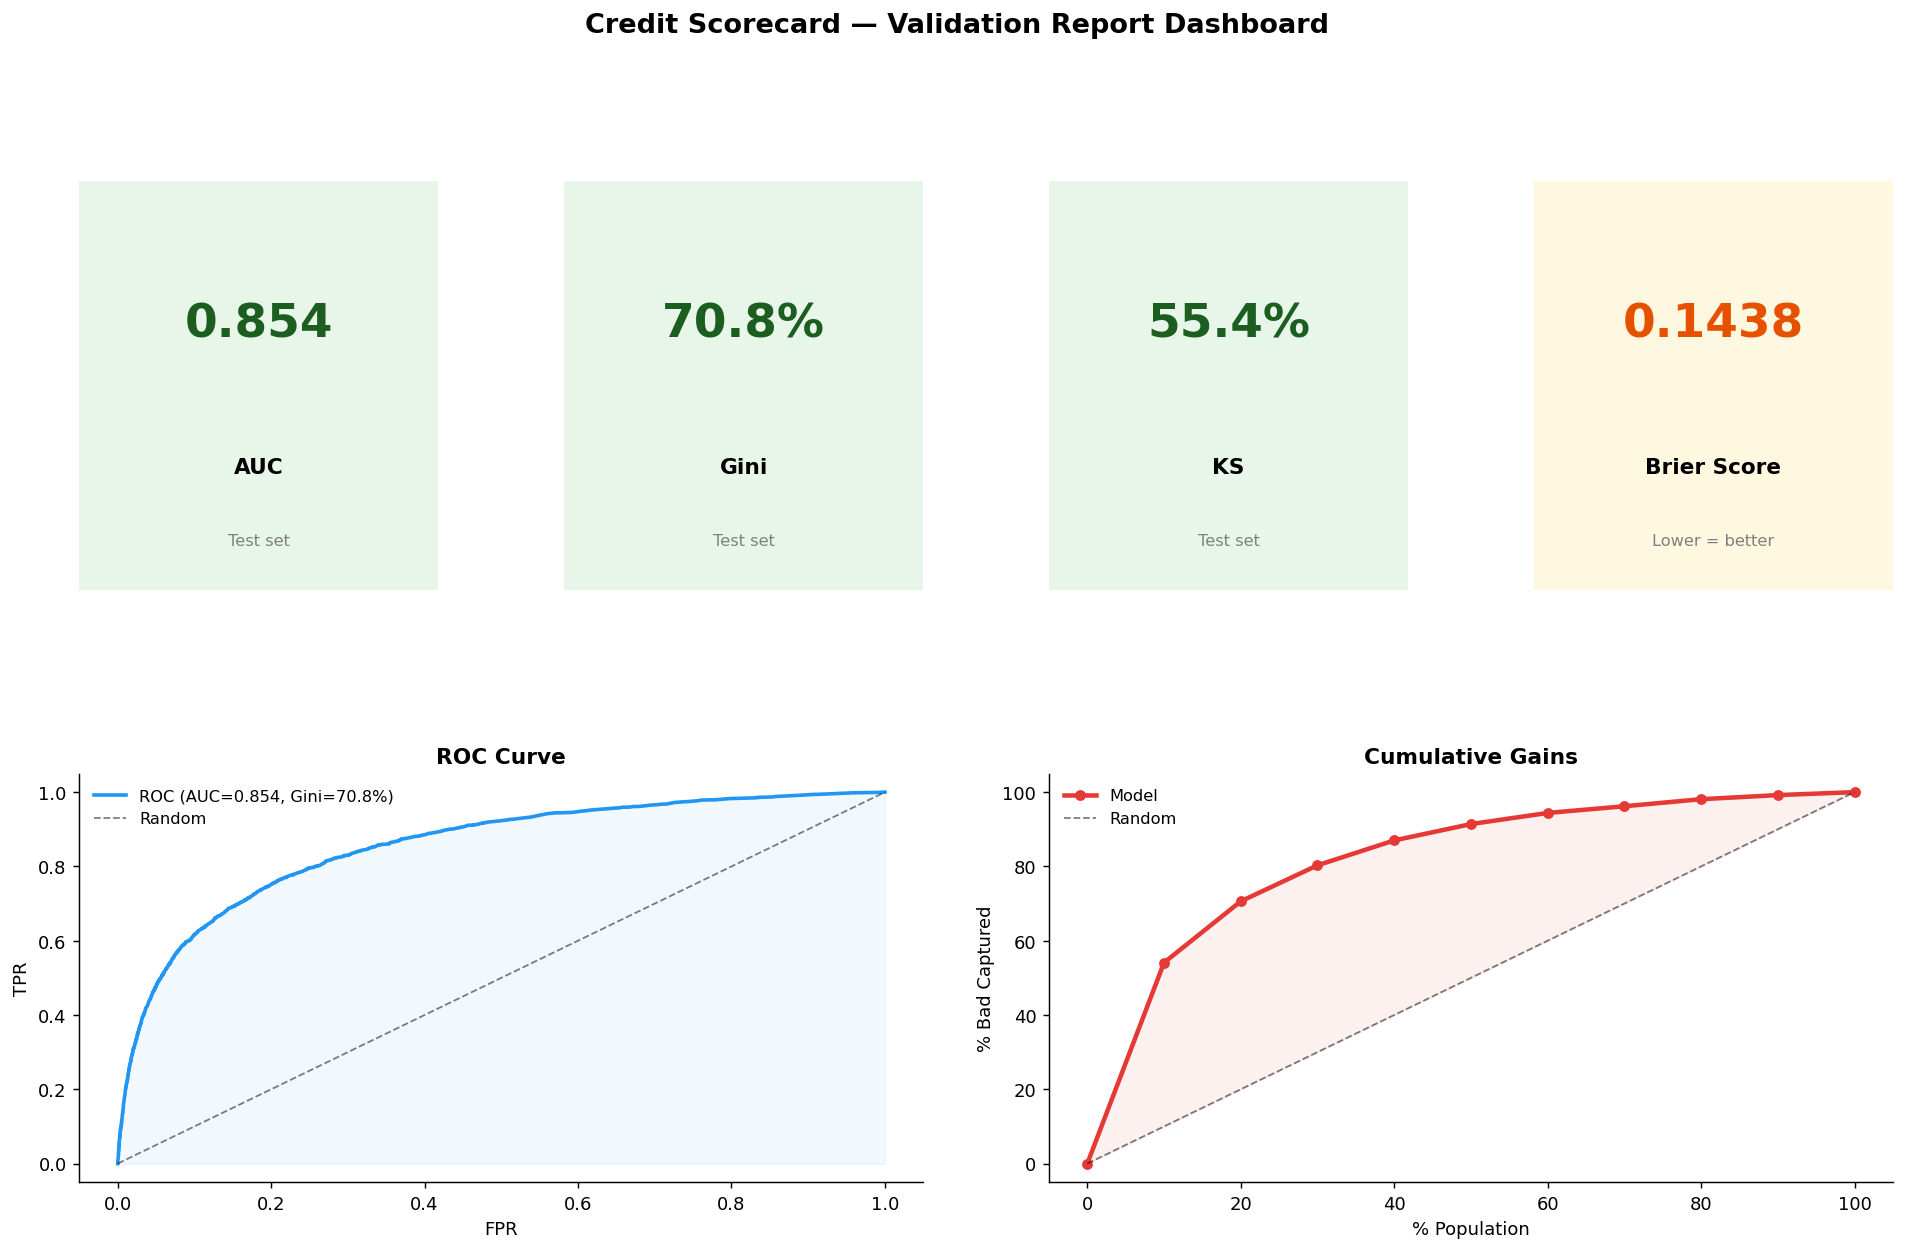 Credit Scorecard — Validation Report Dashboard
0.854
AUC
Test set
70.8%
Gini
Test set
55.4%
KS
Test set
0.1438
Brier Score
Lower = better
ROC Curve
ROC (AUC=0.854, Gini=70.8%)
Random
TPR
1.0
0.8
0.6
0.4
0.2
0.0
0.0 0.2 0.4 0.6 0.8 1.0
FPR
Cumulative Gains
Model
Random
% Bad Captured
100
80
60
40
20
0
0 20 40 60 80 100
% Population